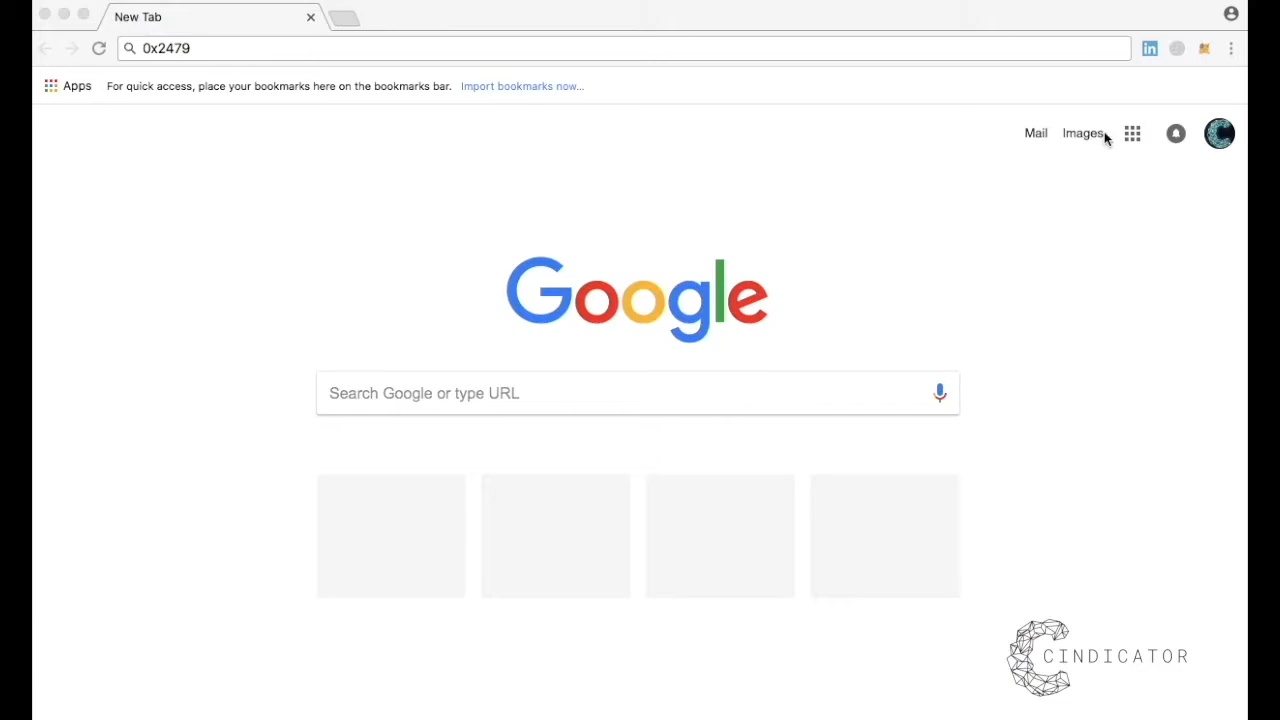 New Tab
0x2479
Apps
For quick access, place your bookmarks here on the bookmarks bar. Import bookmarks now...
Mail Images
Google
Search Google or type URL
CINDICATOR